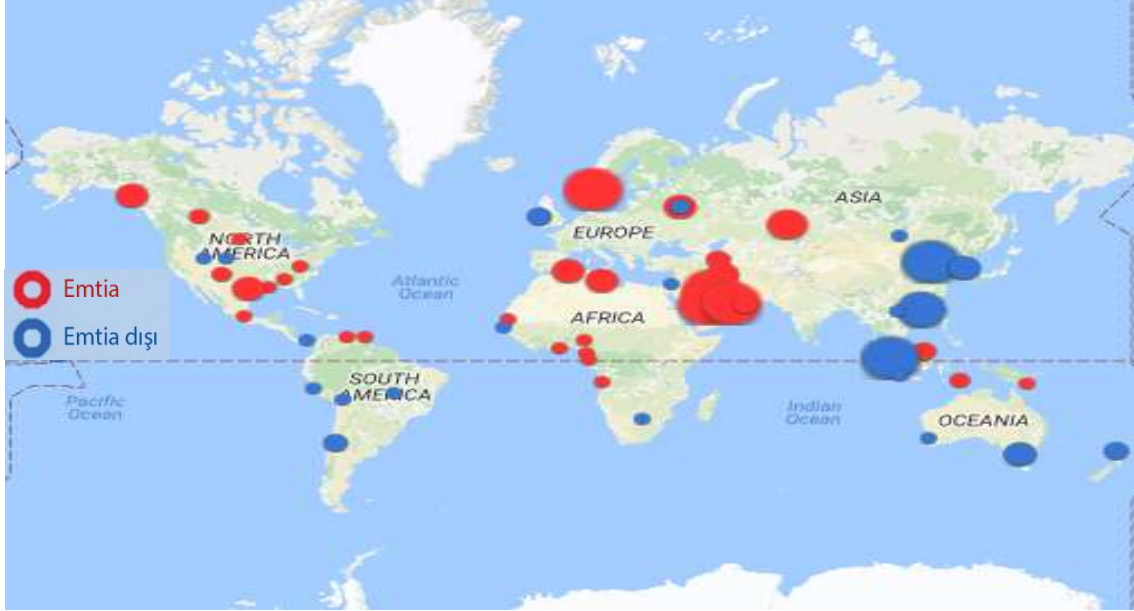 ASIA
NORTH
AMERICA
EUROPE
Atlantic
Ocean
Emtia
AFRICA
Emtia dışı
SOUTH
AMERICA
Pacific
Ocean
Indian
Ocean
OCEANIA